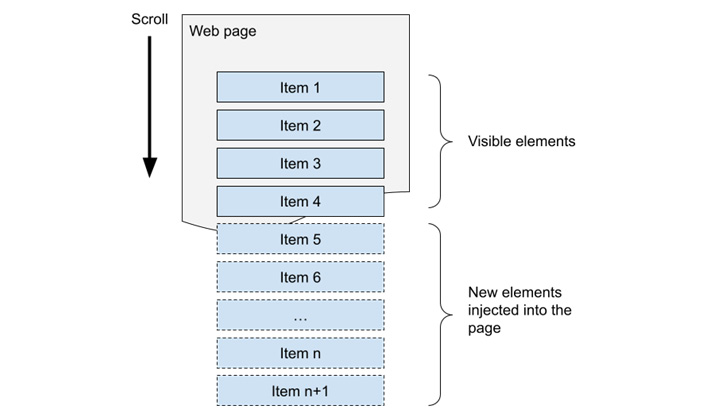 Scroll
Web page
Item 1
Item 2
Item 3
Item 4
Visible elements
Item 5
Item 6
...
Item n
Item n+1
New elements
injected into the
page